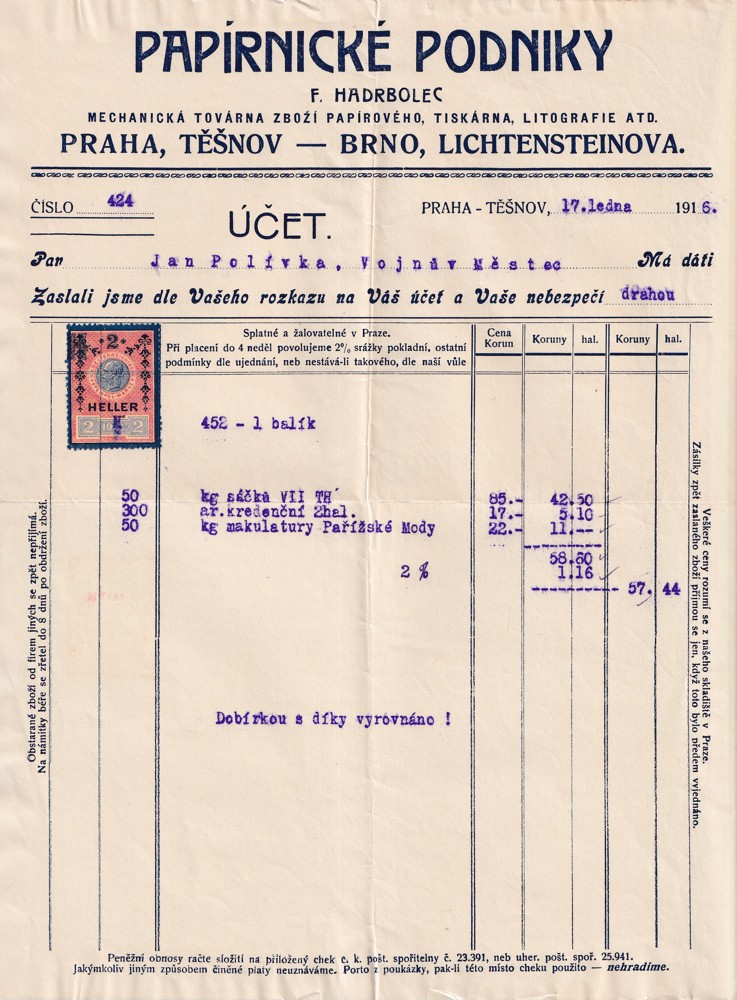 PAPÍRNICKÉ PODNIKY
F. HADRBOLEC
MECHANICKÁ TOVÁRNA ZBOŽÍ PAPÍROVÉHO, TISKÁRNA, LITOGRAFIE ATD.
PRAHA, TĚŠNOV — BRNO, LICHTENSTEINOVA.
ČÍSLO 424
ÚČET.
PRAHA - TĚŠNOV, 17.ledna 1916.
Pan Jan Polívka, Vojnův Městec Má dáti
Zaslali jsme dle Vašeho rozkazu na Váš účet a Vaše nebezpečí drahou
Splatné a žalovatelné v Praze.
Při placení do 4 neděl povolujeme 2% srážky pokladní, ostatní
podmínky dle ujednání, neb nestává-li takového, dle naší vůle
Cena Korun
Koruny hal. Koruny hal.
2
HELLER
2 2
452 - 1 balík
50 kg sáčků VII TH 85.- 42.50
300 ar.kredenční 2hal. 17.- 5.10
50 kg makulatury Pařížské Mody 22.- 11.--
58.60
2 % 1.16
57. 44
Dobírkou s díky vyrovnáno !
Obstarané zboží od firem jiných se zpět nepřijímá.
Na námitky béře se zřetel do 8 dnů po obdržení zboží.
Veškeré ceny rozumí se z našeho skladiště v Praze.
Zásilky zpět zaslaného zboží přijmou se jen, když toto bylo předem vyjednáno.
Peněžní obnosy račte složiti na přiložený chek c. k. pošt. spořitelny č. 23.391, neb uher. pošt. spoř. 25.941.
Jakýmkoliv jiným způsobem činěné platy neuznáváme. Porto z poukázky, pak-li této místo cheku použito — nehradíme.